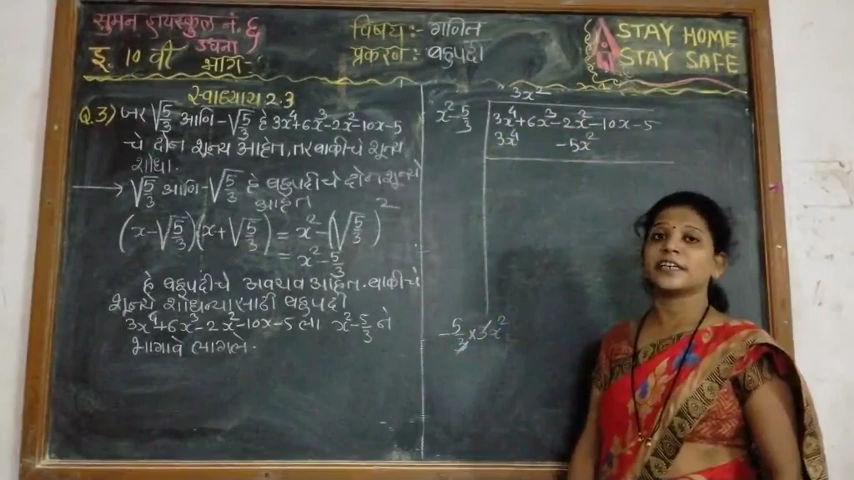 सुमन हायस्कूल नं. ६
उधना
इ. 10 वी भाग:-
विषय:- गणित
प्रकरण:- बहुपदी
STAY HOME
STAY SAFE
स्वाध्याय 2.3
Q.3) जर √5/3 आणि -√5/3 हे 3x⁴+6x³-2x²-10x-5
चे दोन शून्य आहेत, तर बाकीचे शून्य
शोधा.
→ √5/3 आणि -√5/3 हे बहुपदीचे दोन शून्ये
आहेत
(x-√5/3)(x+√5/3) = x²-(√5/3)²
= x²-5/3
हे बहुपदीचे अवयव आहेत. बाकीचे
शून्ये शोधन्यासाठी बहुपदी
3x⁴+6x³-2x²-10x-5 ला x²-5/3 ने
भागावे लागेल.
3x²
x²-5/3
3x⁴+6x³-2x²-10x-5
3x⁴ -5x²
-5/3×3x²